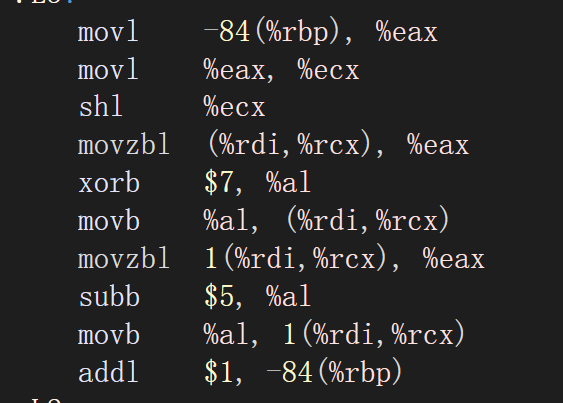 movl -84(%rbp), %eax
movl %eax, %ecx
shl %ecx
movzbl (%rdi,%rcx), %eax
xorb $7, %al
movb %al, (%rdi,%rcx)
movzbl 1(%rdi,%rcx), %eax
subb $5, %al
movb %al, 1(%rdi,%rcx)
addl $1, -84(%rbp)